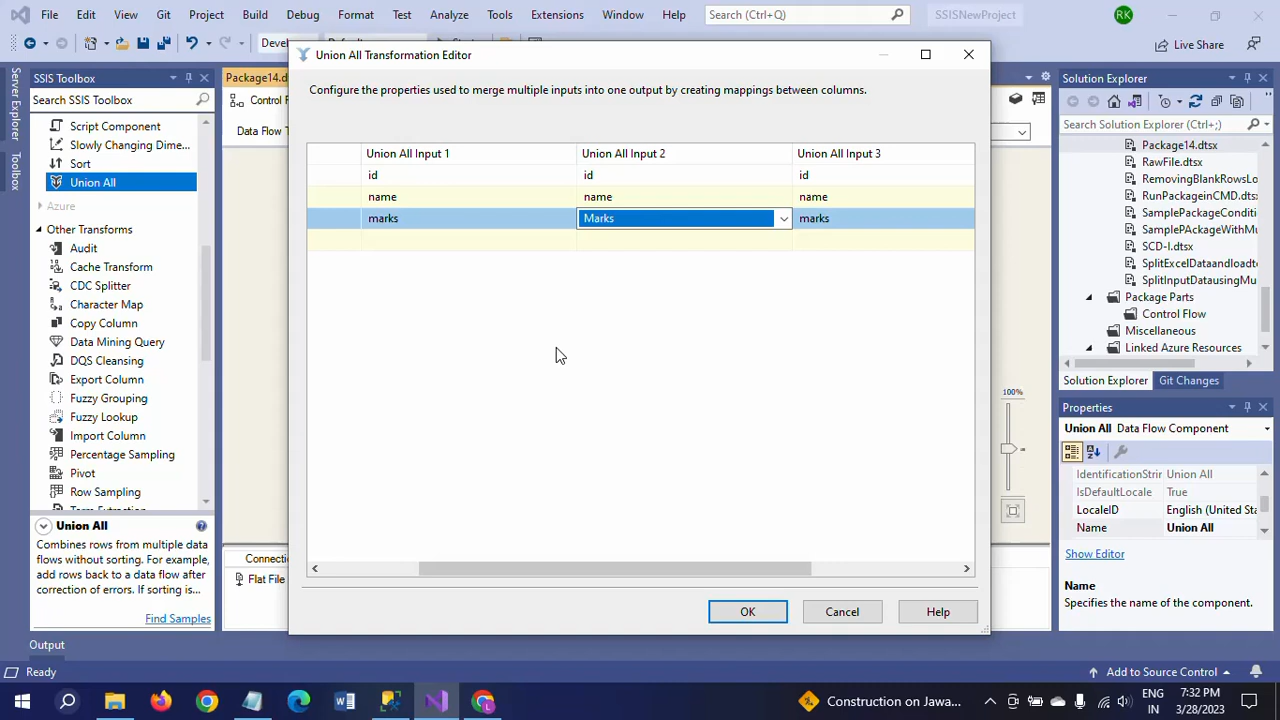 File Edit View Git Project Build Debug Format Test Analyze Tools Extensions Window Help Search (Ctrl+Q) SSISNewProject RK
Live Share
Server Explorer
Toolbox
SSIS Toolbox
Search SSIS Toolbox
Script Component
Slowly Changing Dime...
Sort
Union All
Azure
Other Transforms
Audit
Cache Transform
CDC Splitter
Character Map
Copy Column
Data Mining Query
DQS Cleansing
Export Column
Fuzzy Grouping
Fuzzy Lookup
Import Column
Percentage Sampling
Pivot
Row Sampling
Union All
Combines rows from multiple data
flows without sorting. For example,
add rows back to a data flow after
correction of errors. If sorting is...
Find Samples
Package14.d
Control F
Data Flow T
Connectio
Flat File
Union All Transformation Editor
Configure the properties used to merge multiple inputs into one output by creating mappings between columns.
Union All Input 1 Union All Input 2 Union All Input 3
id id id
name name name
marks Marks marks
OK Cancel Help
100%
Solution Explorer
Search Solution Explorer (Ctrl+;)
Package14.dtsx
RawFile.dtsx
RemovingBlankRowsLo
RunPackageinCMD.dtsx
SamplePackageConditi
SamplePAckageWithMu
SCD-I.dtsx
SplitExcelDataandloadto
SplitInputDatausingMu
Package Parts
Control Flow
Miscellaneous
Linked Azure Resources
Solution Explorer Git Changes
Properties
Union All Data Flow Component
IdentificationStrir Union All
IsDefaultLocale True
LocaleID English (United Sta
Name Union All
Show Editor
Name
Specifies the name of the component.
Output
Ready
Add to Source Control
Construction on Jawa...
ENG
IN
7:32 PM
3/28/2023